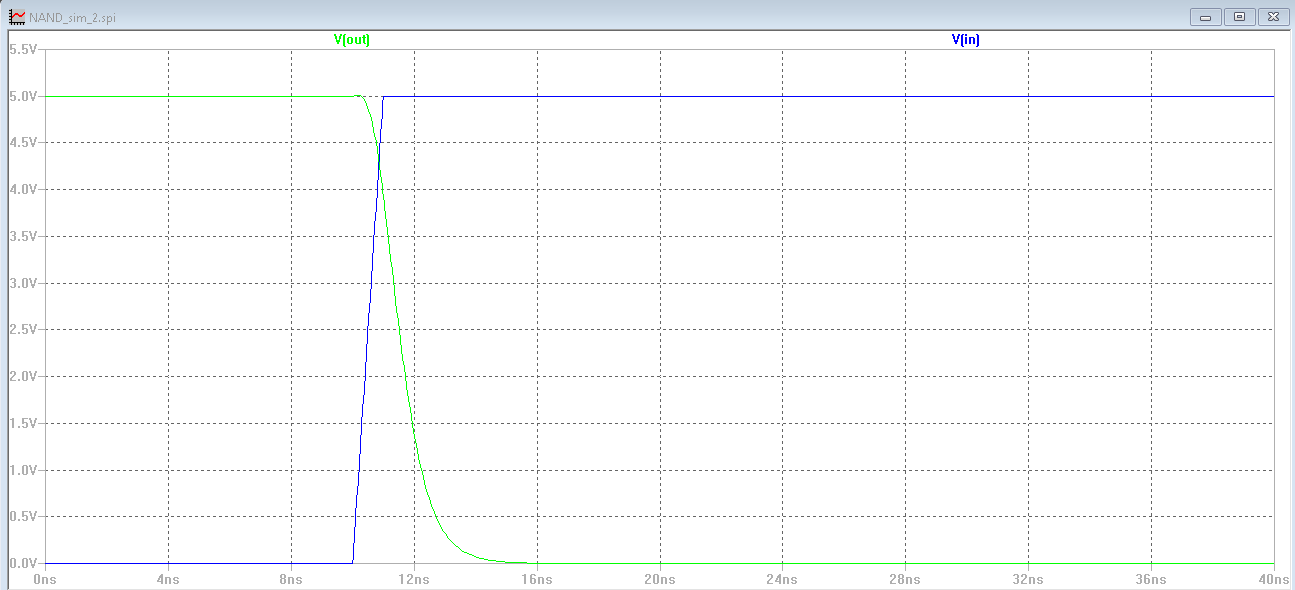 NAND_sim_2.spi
V(out) V(in)
5.5V
5.0V
4.5V
4.0V
3.5V
3.0V
2.5V
2.0V
1.5V
1.0V
0.5V
0.0V
0ns 4ns 8ns 12ns 16ns 20ns 24ns 28ns 32ns 36ns 40ns